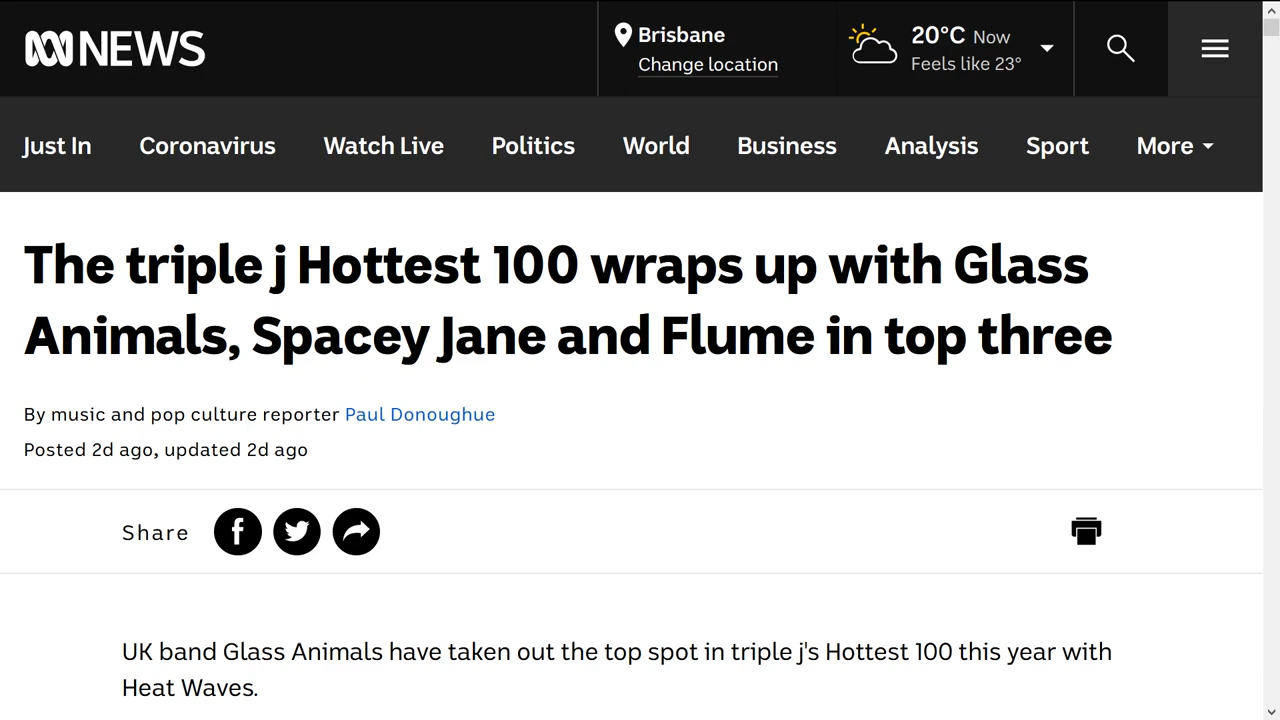 NEWS
Brisbane
Change location
20°C Now
Feels like 23°
Just In Coronavirus Watch Live Politics World Business Analysis Sport More
The triple j Hottest 100 wraps up with Glass
Animals, Spacey Jane and Flume in top three
By music and pop culture reporter Paul Donoughue
Posted 2d ago, updated 2d ago
Share
UK band Glass Animals have taken out the top spot in triple j's Hottest 100 this year with
Heat Waves.